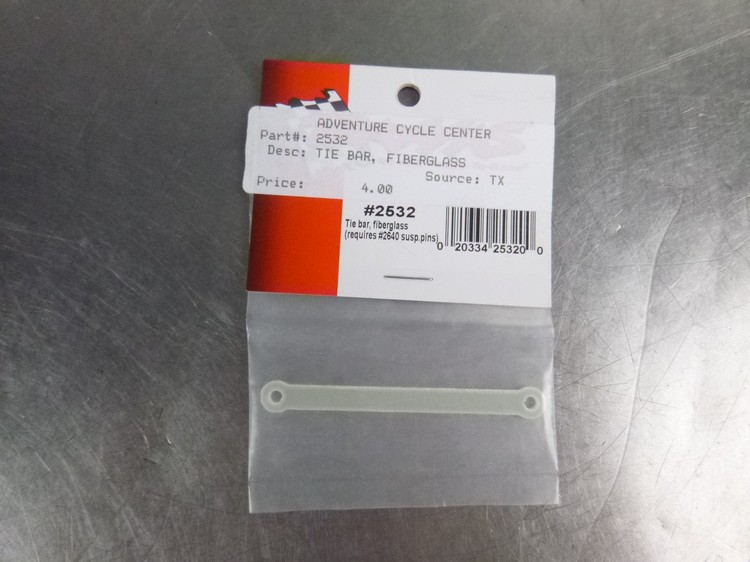 ADVENTURE CYCLE CENTER
Part#: 2532
Desc: TIE BAR, FIBERGLASS
Source: TX
Price: 4.00
#2532
Tie bar, fiberglass
(requires #2640 susp.pins)
0 20334 25320 0